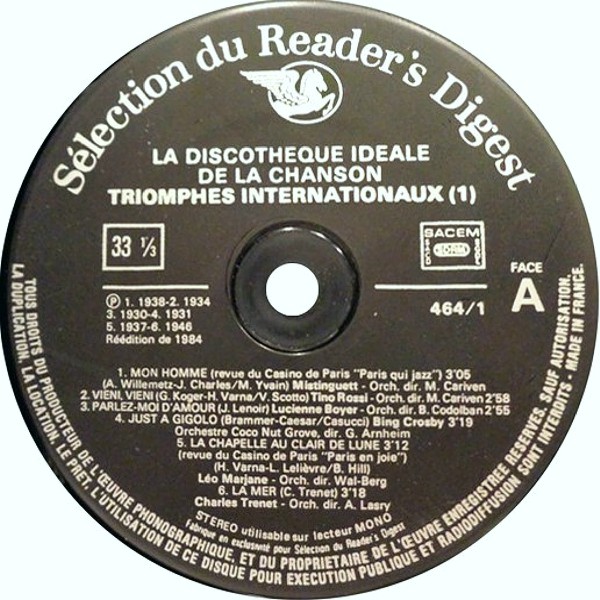 Sélection du Reader's Digest
LA DISCOTHEQUE IDEALE
DE LA CHANSON
TRIOMPHES INTERNATIONAUX (1)
33 1/3
SACEM
SACD SDRM SGDL
FACE
A
464/1
Ⓟ 1. 1938-2. 1934
3. 1930-4. 1931
5. 1937-6. 1946
Réédition de 1984
1. MON HOMME (revue du Casino de Paris "Paris qui jazz") 3'05
(A. Willemetz-J. Charles/M. Yvain) Mistinguett - Orch. dir. M. Cariven
2. VIENI, VIENI (G. Koger-H. Varna/V. Scotto) Tino Rossi - Orch. dir. M. Cariven 2'58
3. PARLEZ-MOI D'AMOUR (J. Lenoir) Lucienne Boyer - Orch. dir. B. Codolban 2'55
4. JUST A GIGOLO (Brammer-Caesar/Casucci) Bing Crosby 3'19
Orchestre Coco Nut Grove, dir. G. Arnheim
5. LA CHAPELLE AU CLAIR DE LUNE 3'12
(revue du Casino de Paris "Paris en joie")
(H. Varna-L. Lelièvre/B. Hill)
Léo Marjane - Orch. dir. Wal-Berg
6. LA MER (C. Trenet) 3'18
Charles Trenet - Orch. dir. A. Lasry
STEREO utilisable sur lecteur MONO
Fabriqué en exclusivité pour Sélection du Reader's Digest
TOUS DROITS DU PRODUCTEUR DE L'ŒUVRE PHONOGRAPHIQUE, ET DU PROPRIETAIRE DE L'ŒUVRE ENREGISTREE RESERVES. SAUF AUTORISATION,
LA DUPLICATION, LA LOCATION, LE PRET, L'UTILISATION DE CE DISQUE POUR EXECUTION PUBLIQUE ET RADIODIFFUSION SONT INTERDITS - MADE IN FRANCE.